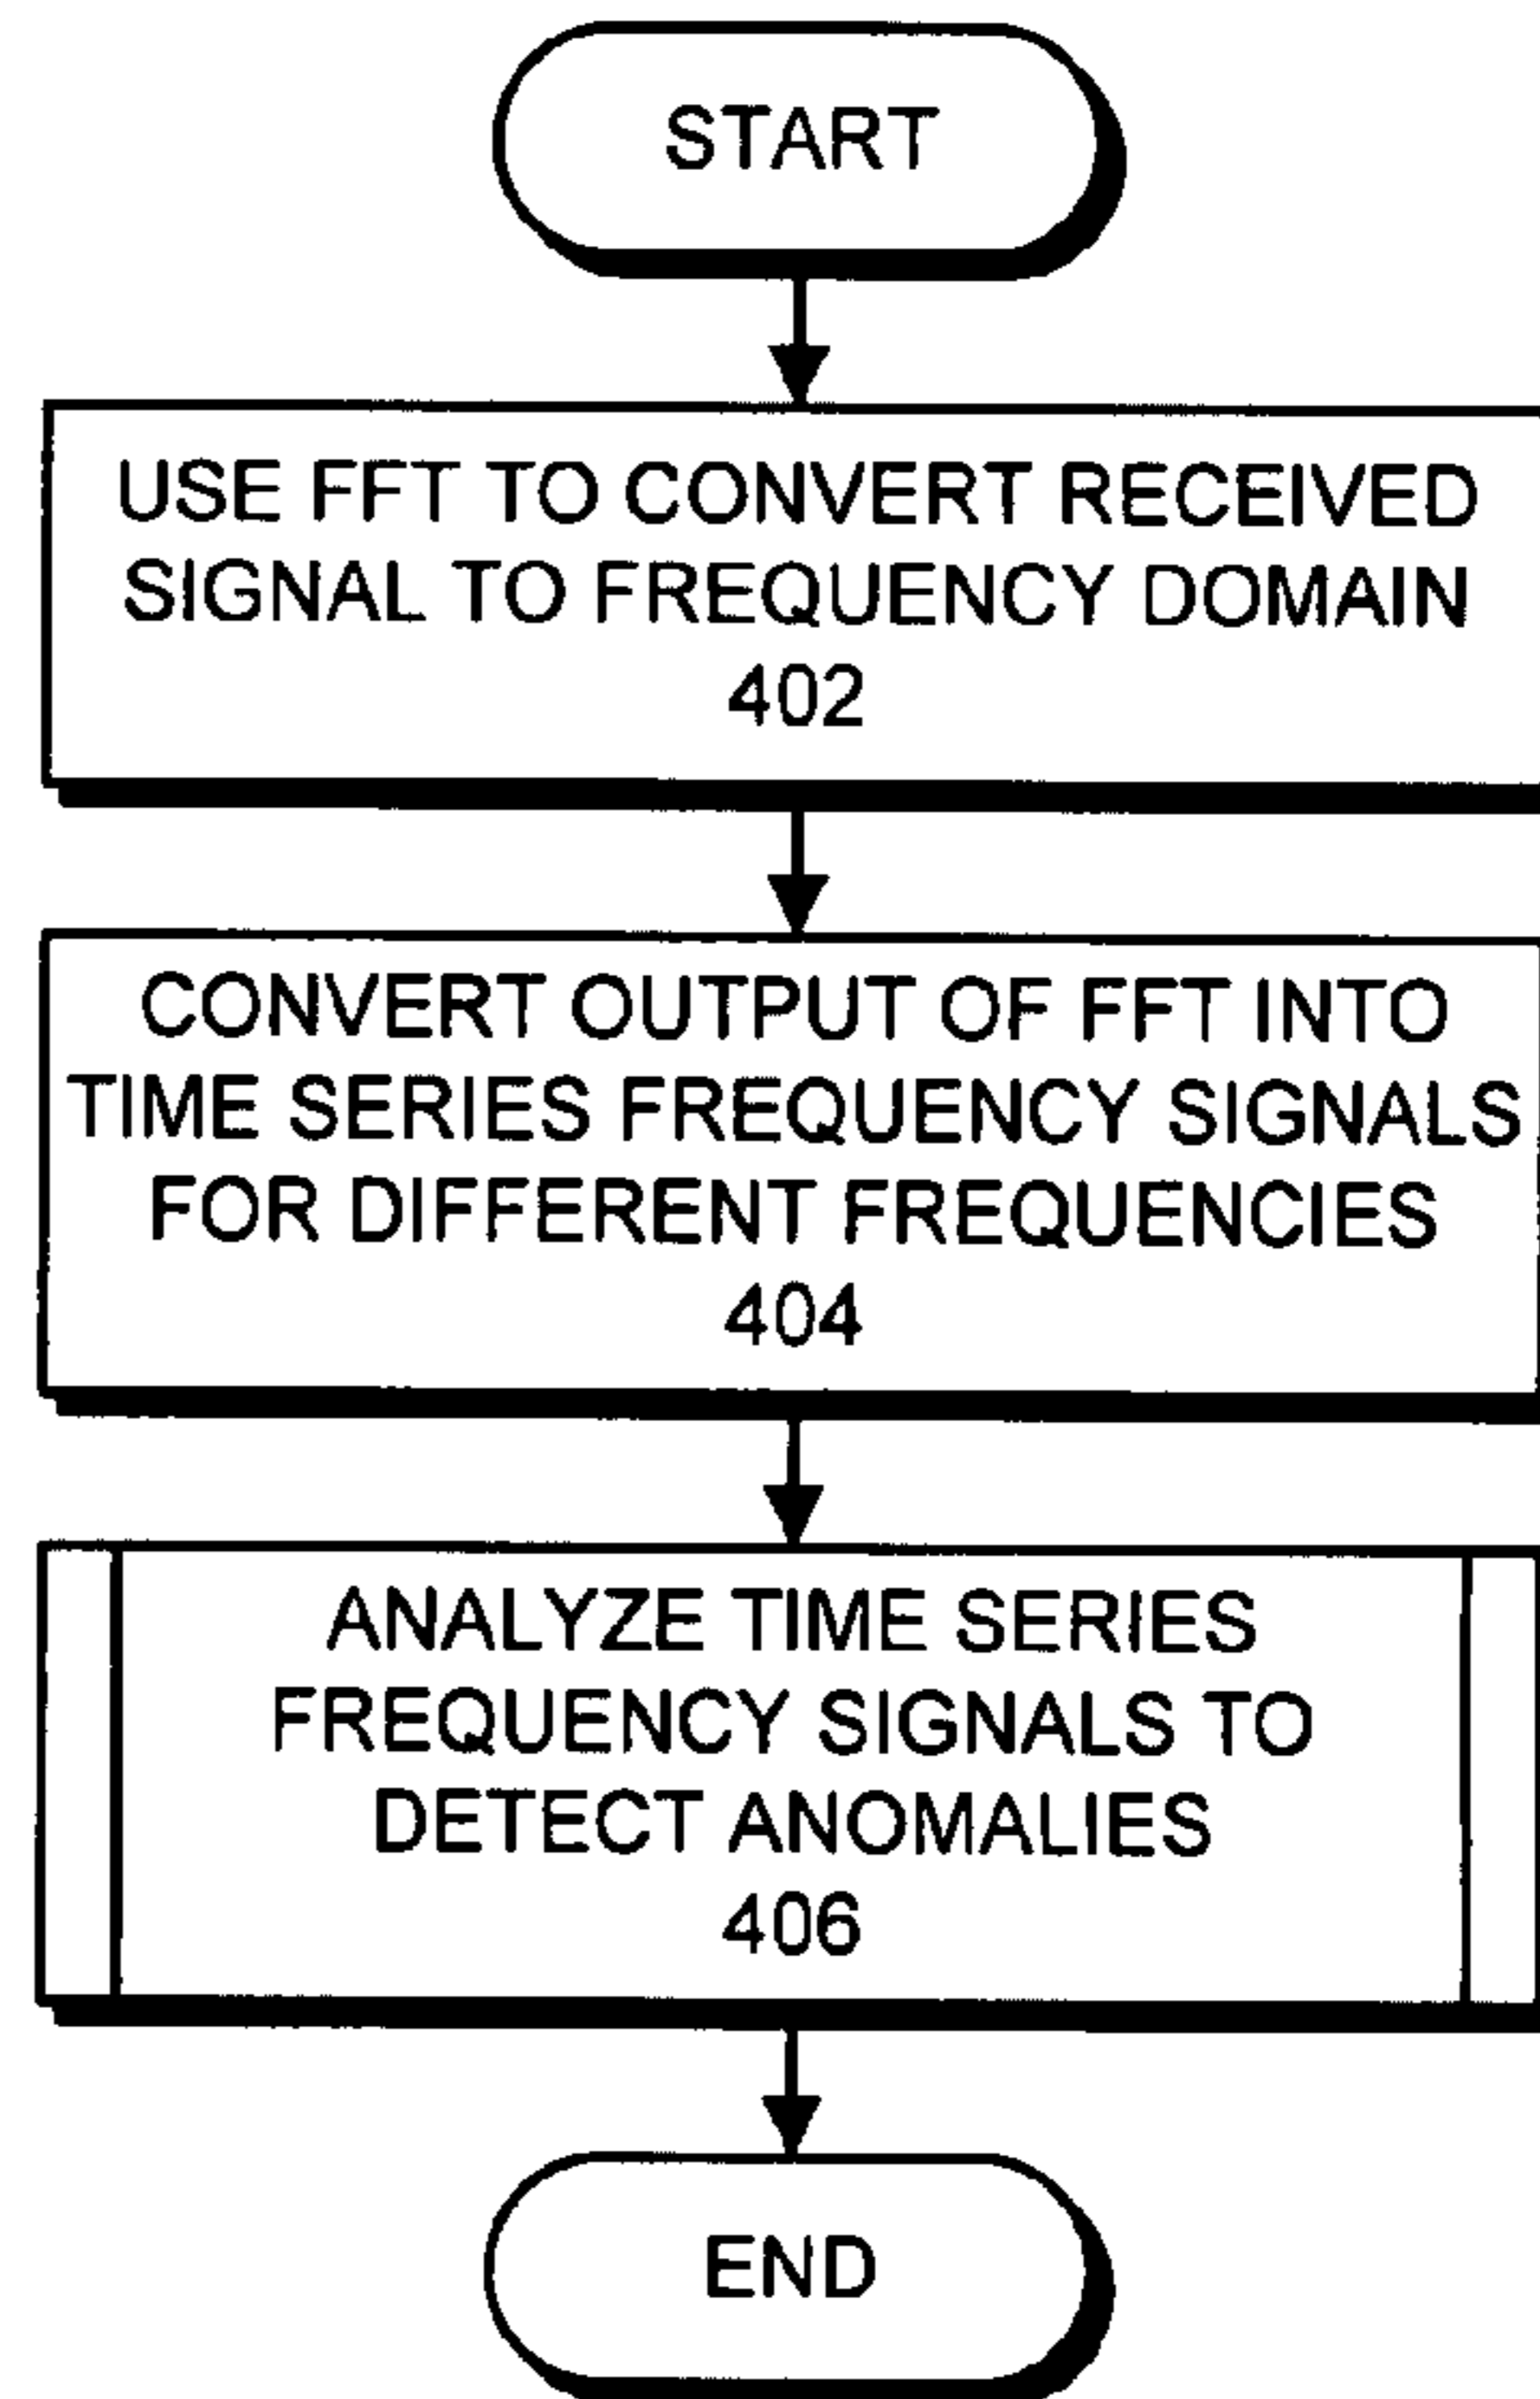 START
USE FFT TO CONVERT RECEIVED
SIGNAL TO FREQUENCY DOMAIN
402
CONVERT OUTPUT OF FFT INTO
TIME SERIES FREQUENCY SIGNALS
FOR DIFFERENT FREQUENCIES
404
ANALYZE TIME SERIES
FREQUENCY SIGNALS TO
DETECT ANOMALIES
406
END